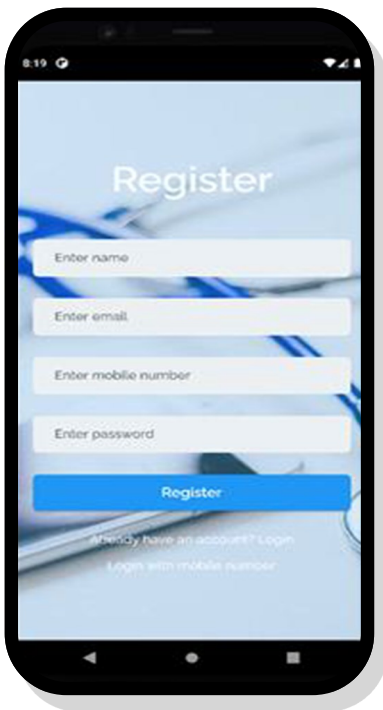 8:19
Register
Enter name
Enter email
Enter mobile number
Enter password
Register
Already have an account? Login
Login with mobile number